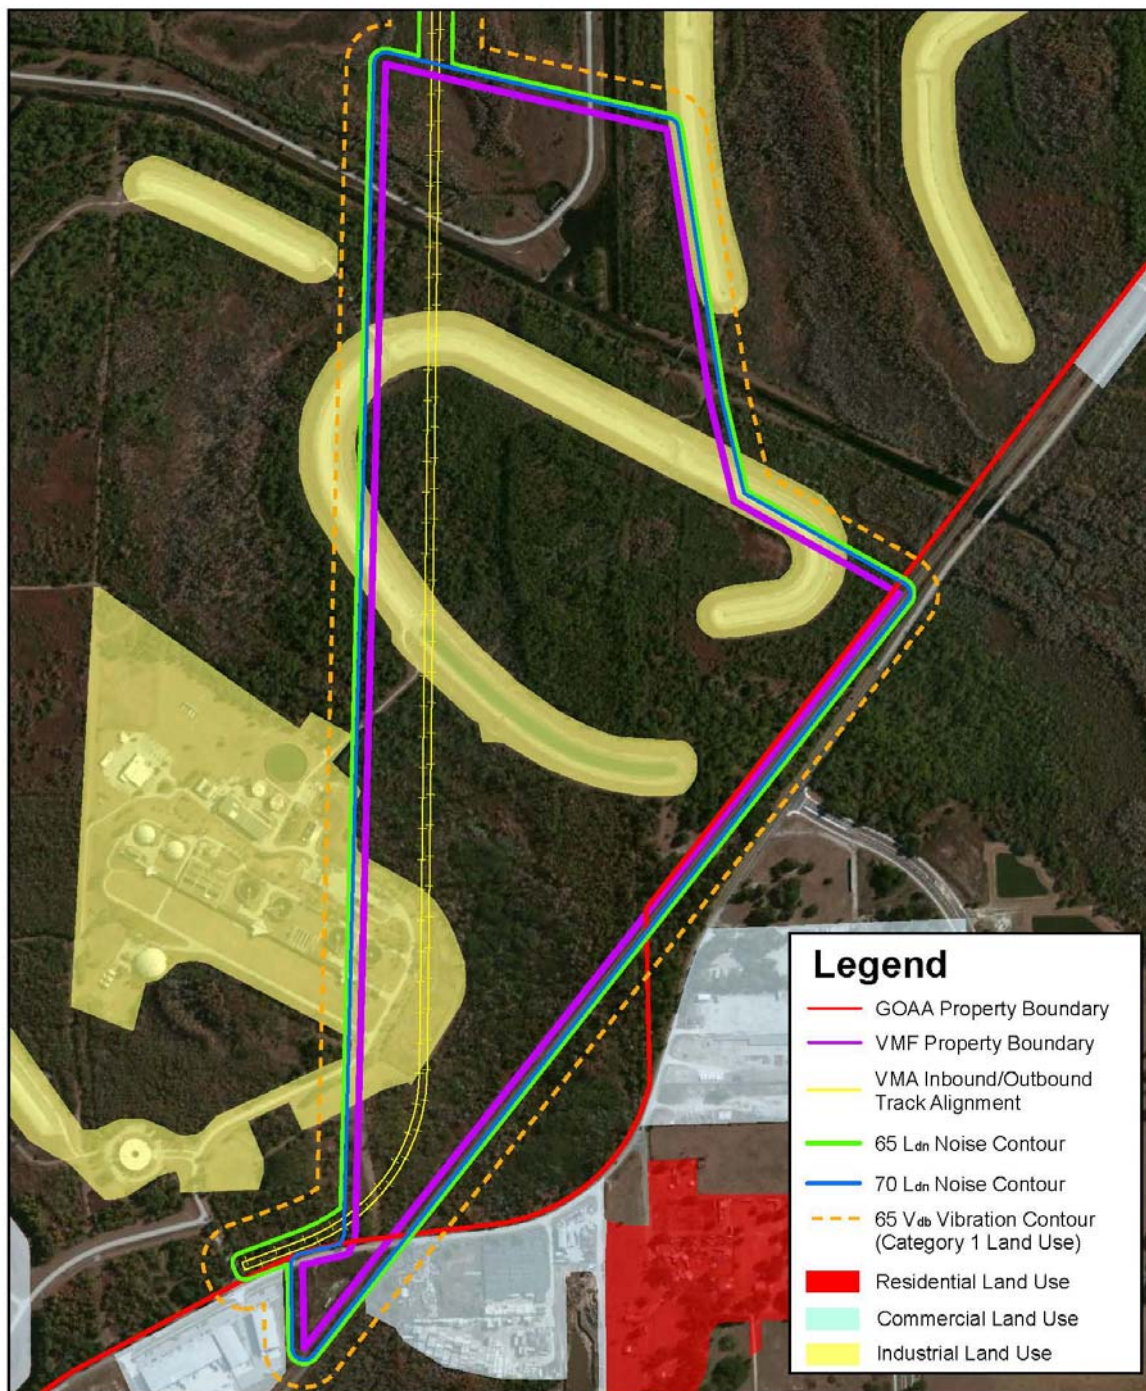 Legend
GOAA Property Boundary
VMF Property Boundary
VMA Inbound/Outbound
Track Alignment
65 Ldn Noise Contour
70 Ldn Noise Contour
65 Vdb Vibration Contour
(Category 1 Land Use)
Residential Land Use
Commercial Land Use
Industrial Land Use